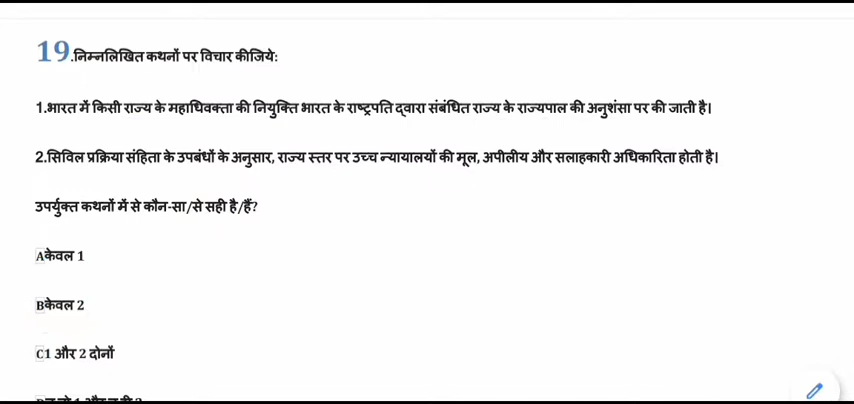 19.निम्नलिखित कथनों पर विचार कीजिये:
1.भारत में किसी राज्य के महाधिवक्ता की नियुक्ति भारत के राष्ट्रपति द्वारा संबंधित राज्य के राज्यपाल की अनुशंसा पर की जाती है।
2.सिविल प्रक्रिया संहिता के उपबंधों के अनुसार, राज्य स्तर पर उच्च न्यायालयों की मूल, अपीलीय और सलाहकारी अधिकारिता होती है।
उपर्युक्त कथनों में से कौन-सा/से सही है/हैं?
Aकेवल 1
Bकेवल 2
C1 और 2 दोनों